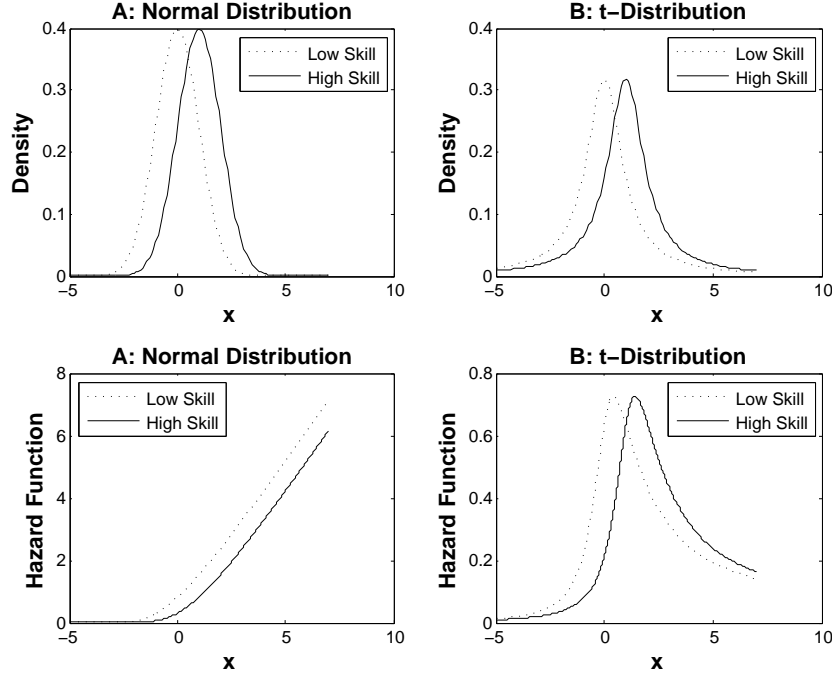 A: Normal Distribution
0.4
0.3
0.2
0.1
0
Density
Low Skill
High Skill
−5
0
5
10
x
B: t−Distribution
0.4
0.3
0.2
0.1
0
Density
Low Skill
High Skill
−5
0
5
10
x
A: Normal Distribution
8
6
4
2
0
Hazard Function
Low Skill
High Skill
−5
0
5
10
x
B: t−Distribution
0.8
0.6
0.4
0.2
0
Hazard Function
Low Skill
High Skill
−5
0
5
10
x